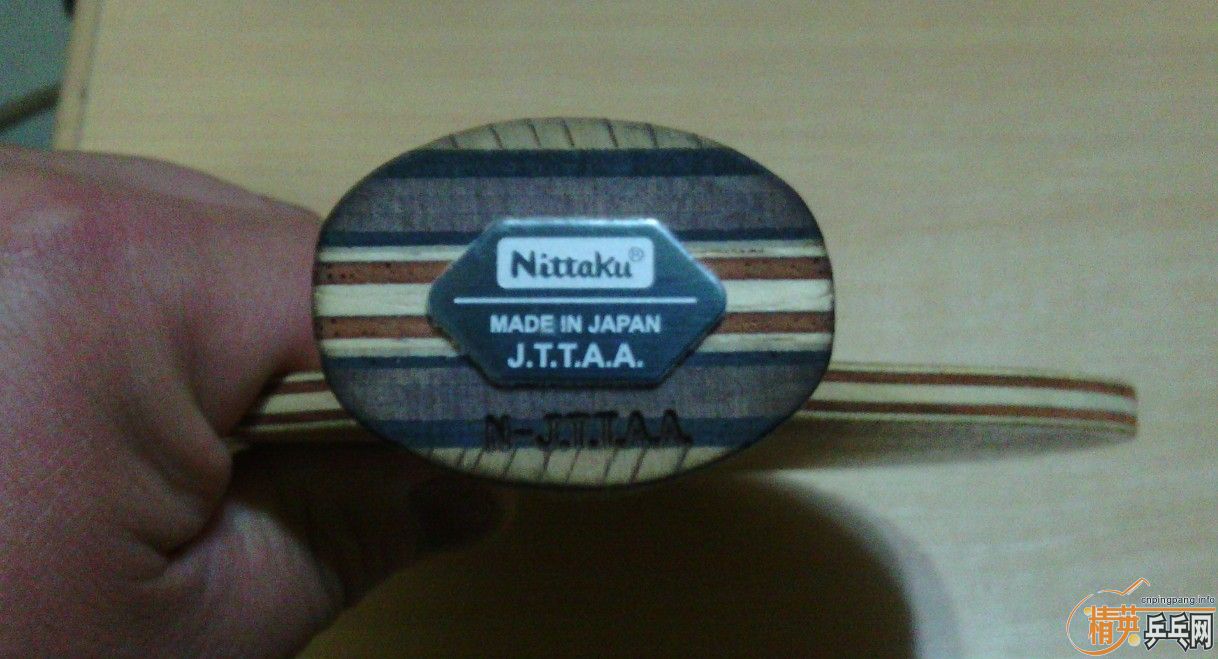 Nittaku®
MADE IN JAPAN
J.T.T.A.A.
N-J.T.T.A.A.
cnpingpang.info
精英乒乓网